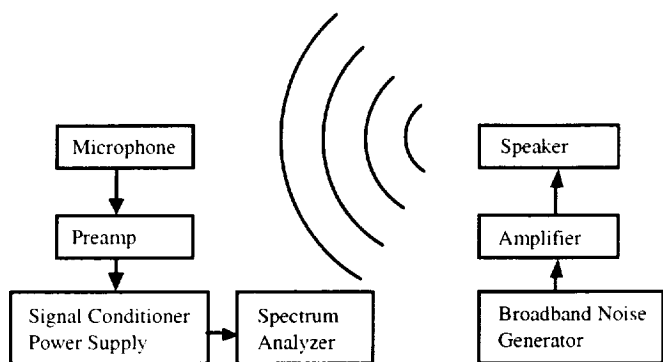 Microphone
Speaker
Preamp
Amplifier
Signal Conditioner
Power Supply
Spectrum
Analyzer
Broadband Noise
Generator